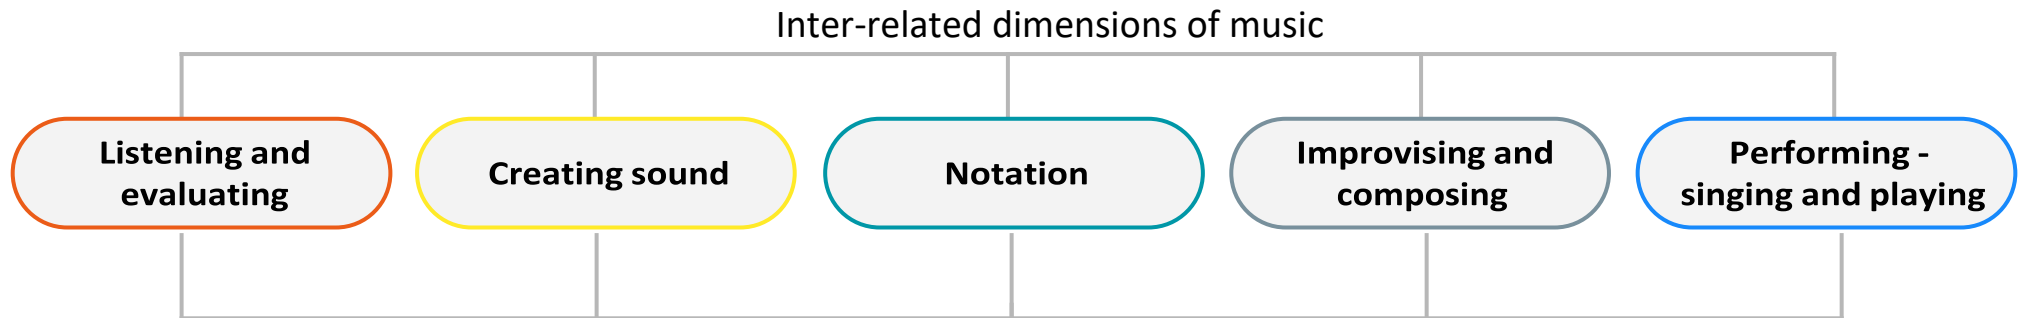 Inter-related dimensions of music
Listening and
evaluating
Creating sound
Notation
Improvising and
composing
Performing -
singing and playing